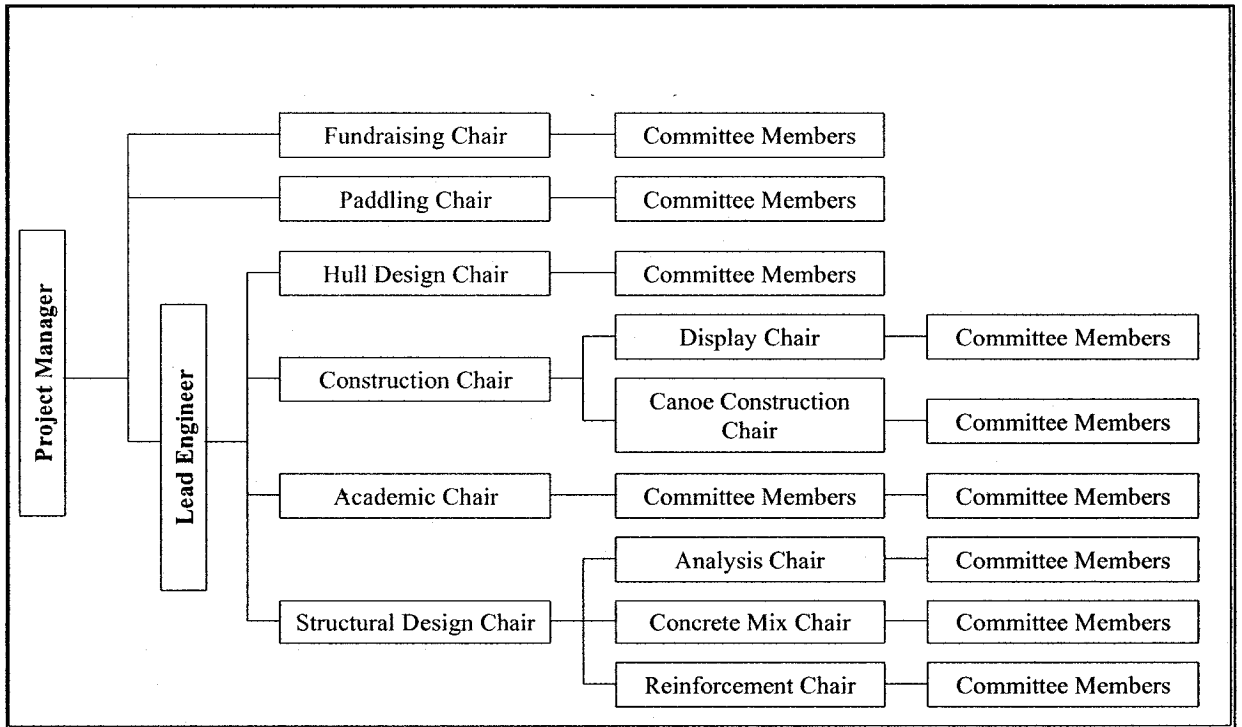 Fundraising Chair
Committee Members
Paddling Chair
Committee Members
Hull Design Chair
Committee Members
Project Manager
Lead Engineer
Construction Chair
Display Chair
Committee Members
Canoe Construction
Chair
Committee Members
Academic Chair
Committee Members
Committee Members
Structural Design Chair
Analysis Chair
Committee Members
Concrete Mix Chair
Committee Members
Reinforcement Chair
Committee Members